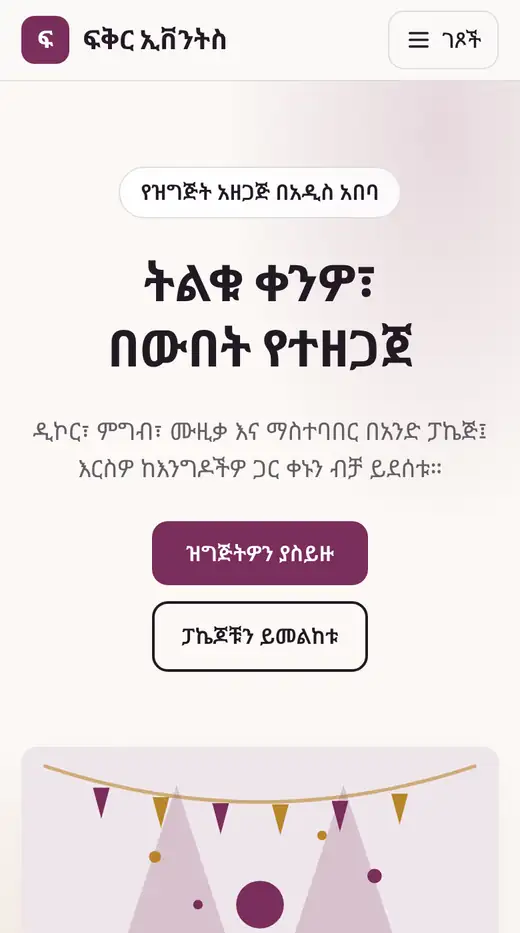 ፍ
ፍቅር ኢቨንትስ
ገጾች
የዝግጅት አዘጋጅ በአዲስ አበባ
ትልቁ ቀንዎ፣
በውበት የተዘጋጀ
ዲኮር፣ ምግብ፣ ሙዚቃ እና ማስተባበር በአንድ ፓኬጅ፤
እርስዎ ከእንግዶችዎ ጋር ቀኑን ብቻ ይደሰቱ።
ዝግጅትዎን ያስይዙ
ፓኬጆቹን ይመልከቱ